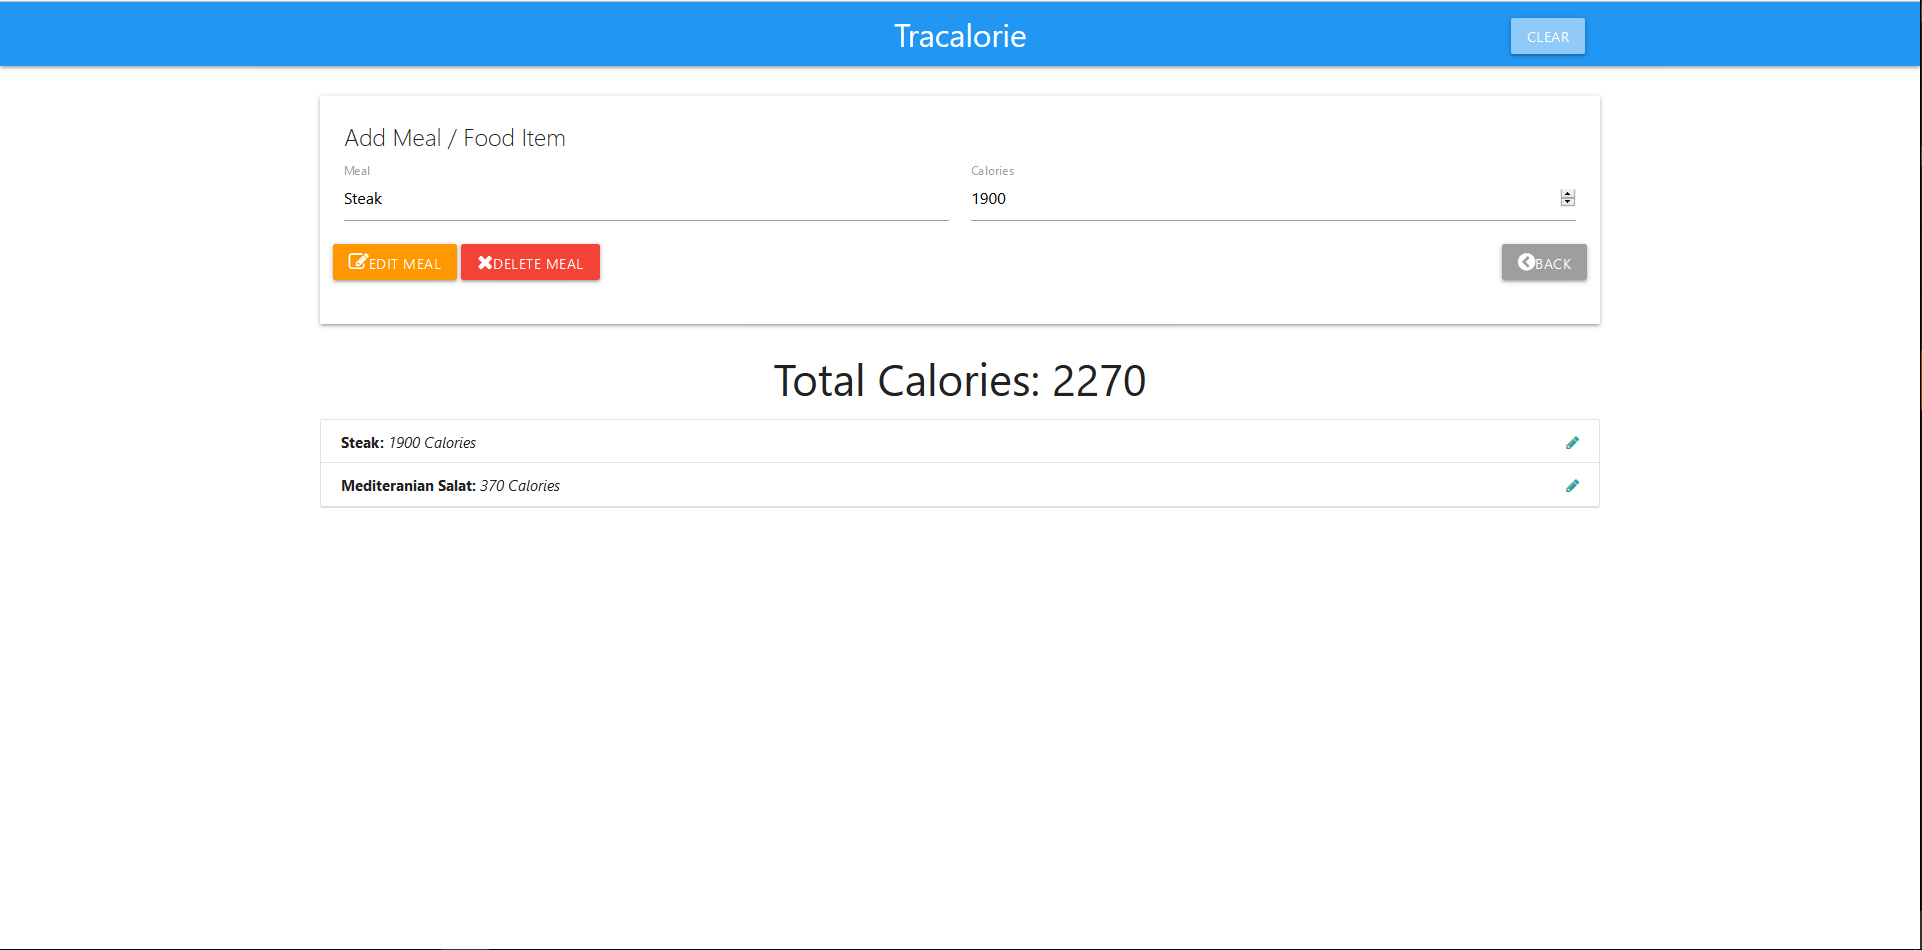 Tracalorie
CLEAR
Add Meal / Food Item
Meal
Calories
Steak
1900
EDIT MEAL
DELETE MEAL
BACK
Total Calories: 2270
Steak: 1900 Calories
Mediteranian Salat: 370 Calories